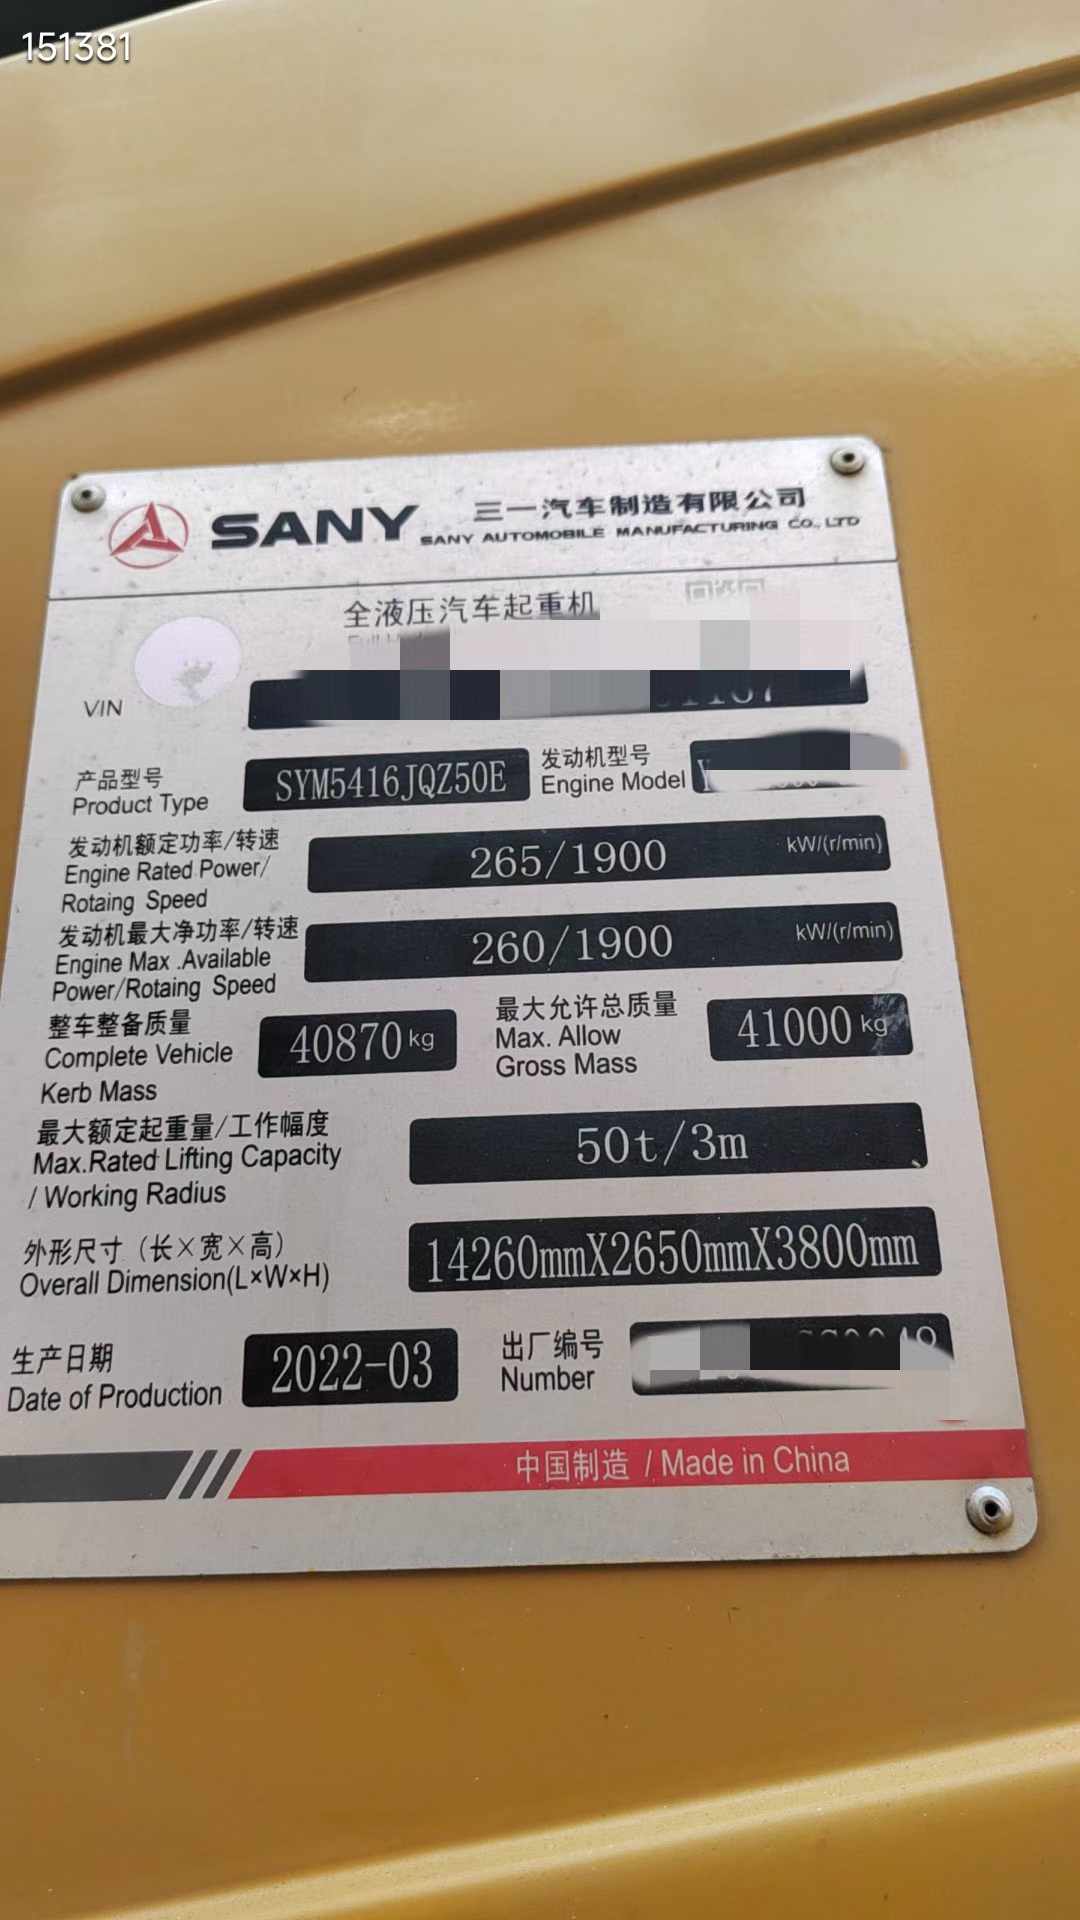 151381
SANY 三一汽车制造有限公司
SANY AUTOMOBILE MANUFACTURING CO., LTD
全液压汽车起重机
VIN
产品型号
Product Type
SYM5416JQZ50E
发动机型号
Engine Model
发动机额定功率/转速
Engine Rated Power/
Rotaing Speed
265/1900 kW/(r/min)
发动机最大净功率/转速
Engine Max .Available
Power/Rotaing Speed
260/1900 kW/(r/min)
整车整备质量
Complete Vehicle
Kerb Mass
40870 kg
最大允许总质量
Max. Allow
Gross Mass
41000 kg
最大额定起重量/工作幅度
Max.Rated Lifting Capacity
/ Working Radius
50t/3m
外形尺寸（长×宽×高）
Overall Dimension(L×W×H)
14260mmX2650mmX3800mm
生产日期
Date of Production
2022-03
出厂编号
Number
中国制造 / Made in China